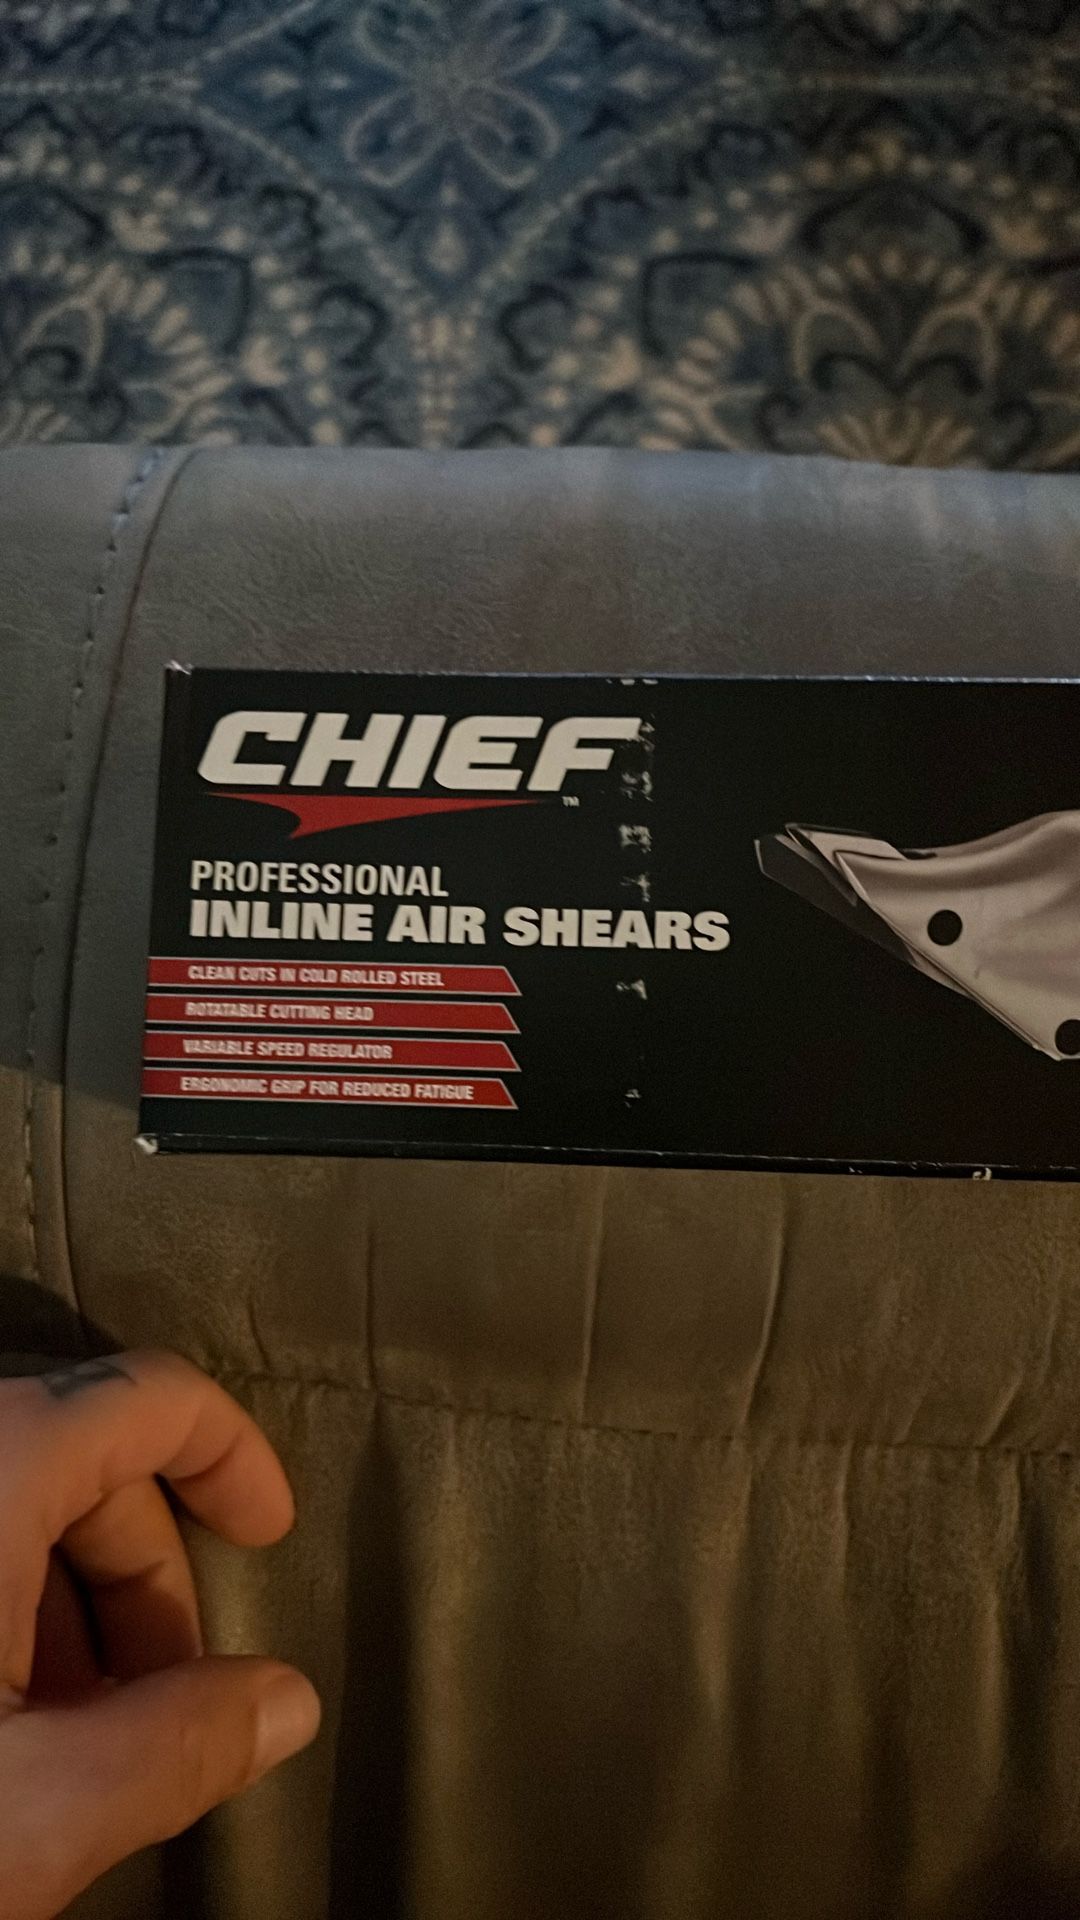 CHIEF
™
PROFESSIONAL
INLINE AIR SHEARS
CLEAN CUTS IN COLD ROLLED STEEL
ROTATABLE CUTTING HEAD
VARIABLE SPEED REGULATOR
ERGONOMIC GRIP FOR REDUCED FATIGUE